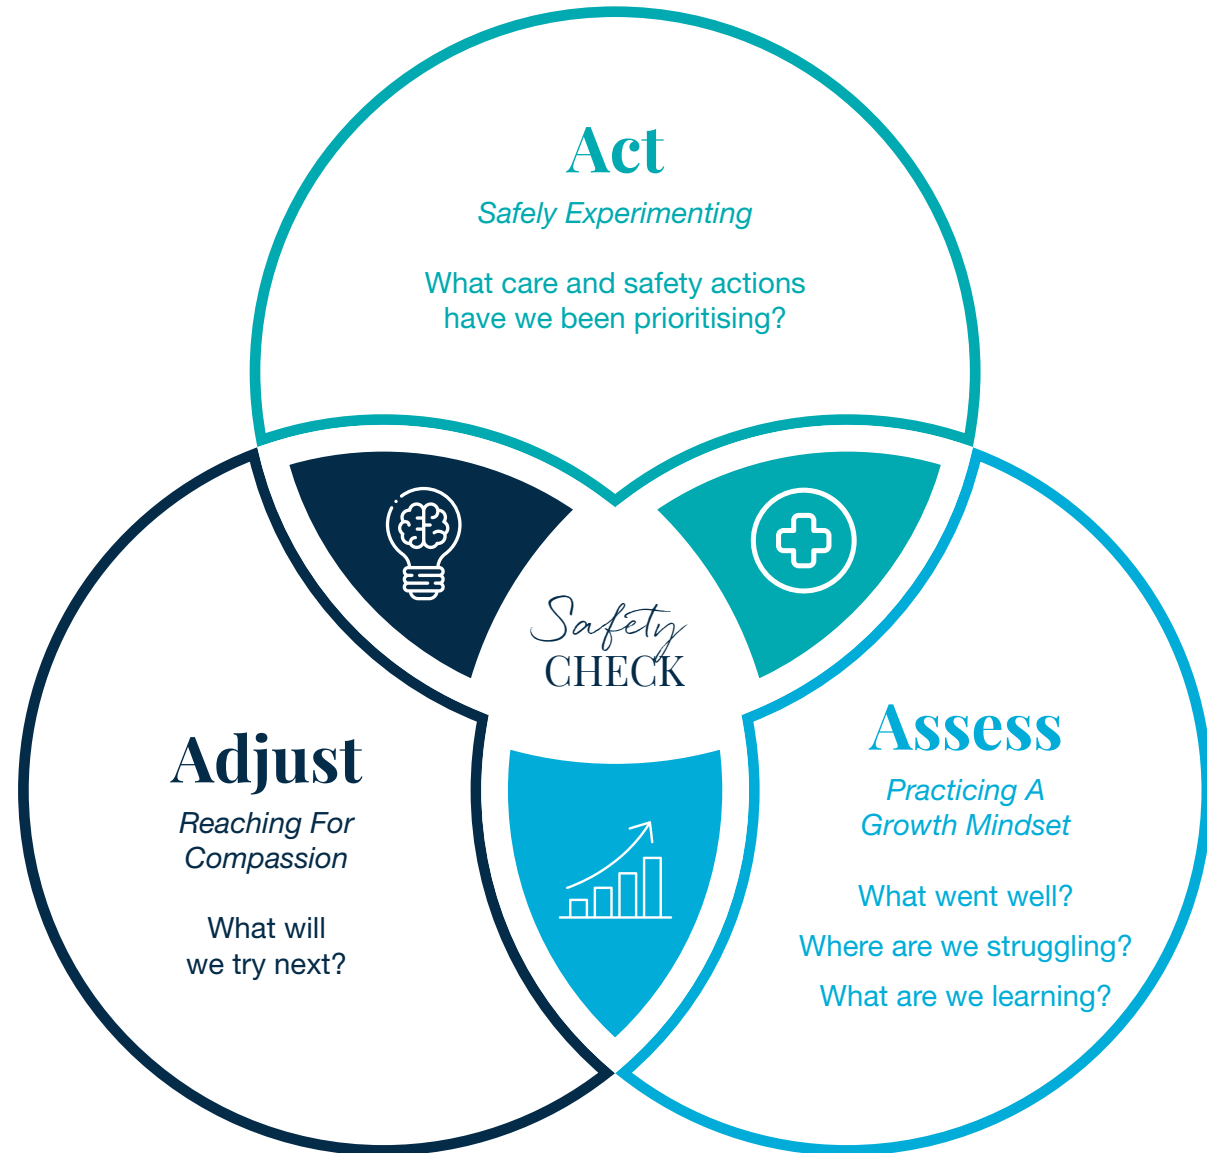 Act
Safely Experimenting
What care and safety actions
have we been prioritising?
Safety
CHECK
Adjust
Reaching For
Compassion
What will
we try next?
Assess
Practicing A
Growth Mindset
What went well?
Where are we struggling?
What are we learning?